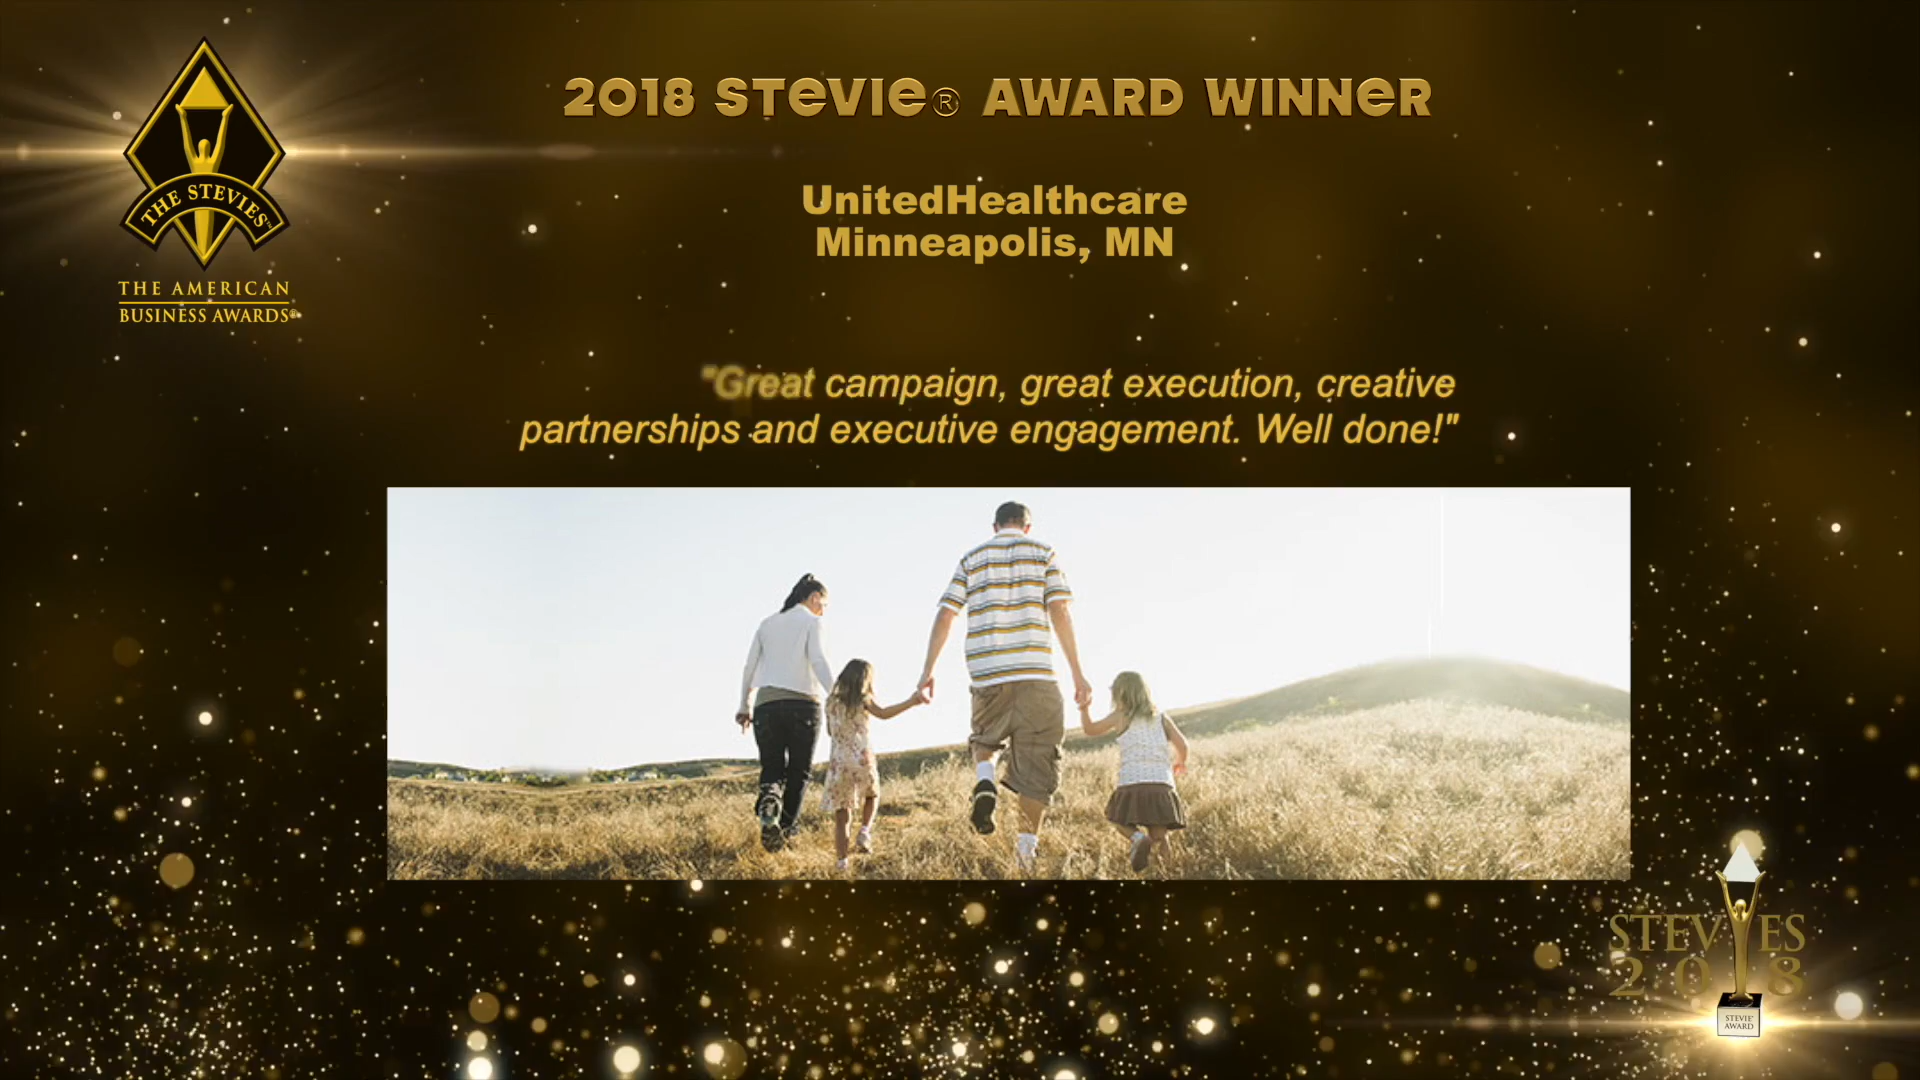 THE STEVIES™
THE AMERICAN
BUSINESS AWARDS®
2018 STeVIe® AWARD WINNeR
UnitedHealthcare
Minneapolis, MN
"Great campaign, great execution, creative
partnerships and executive engagement. Well done!"
STEVIES
2018
STEVIE®
AWARD